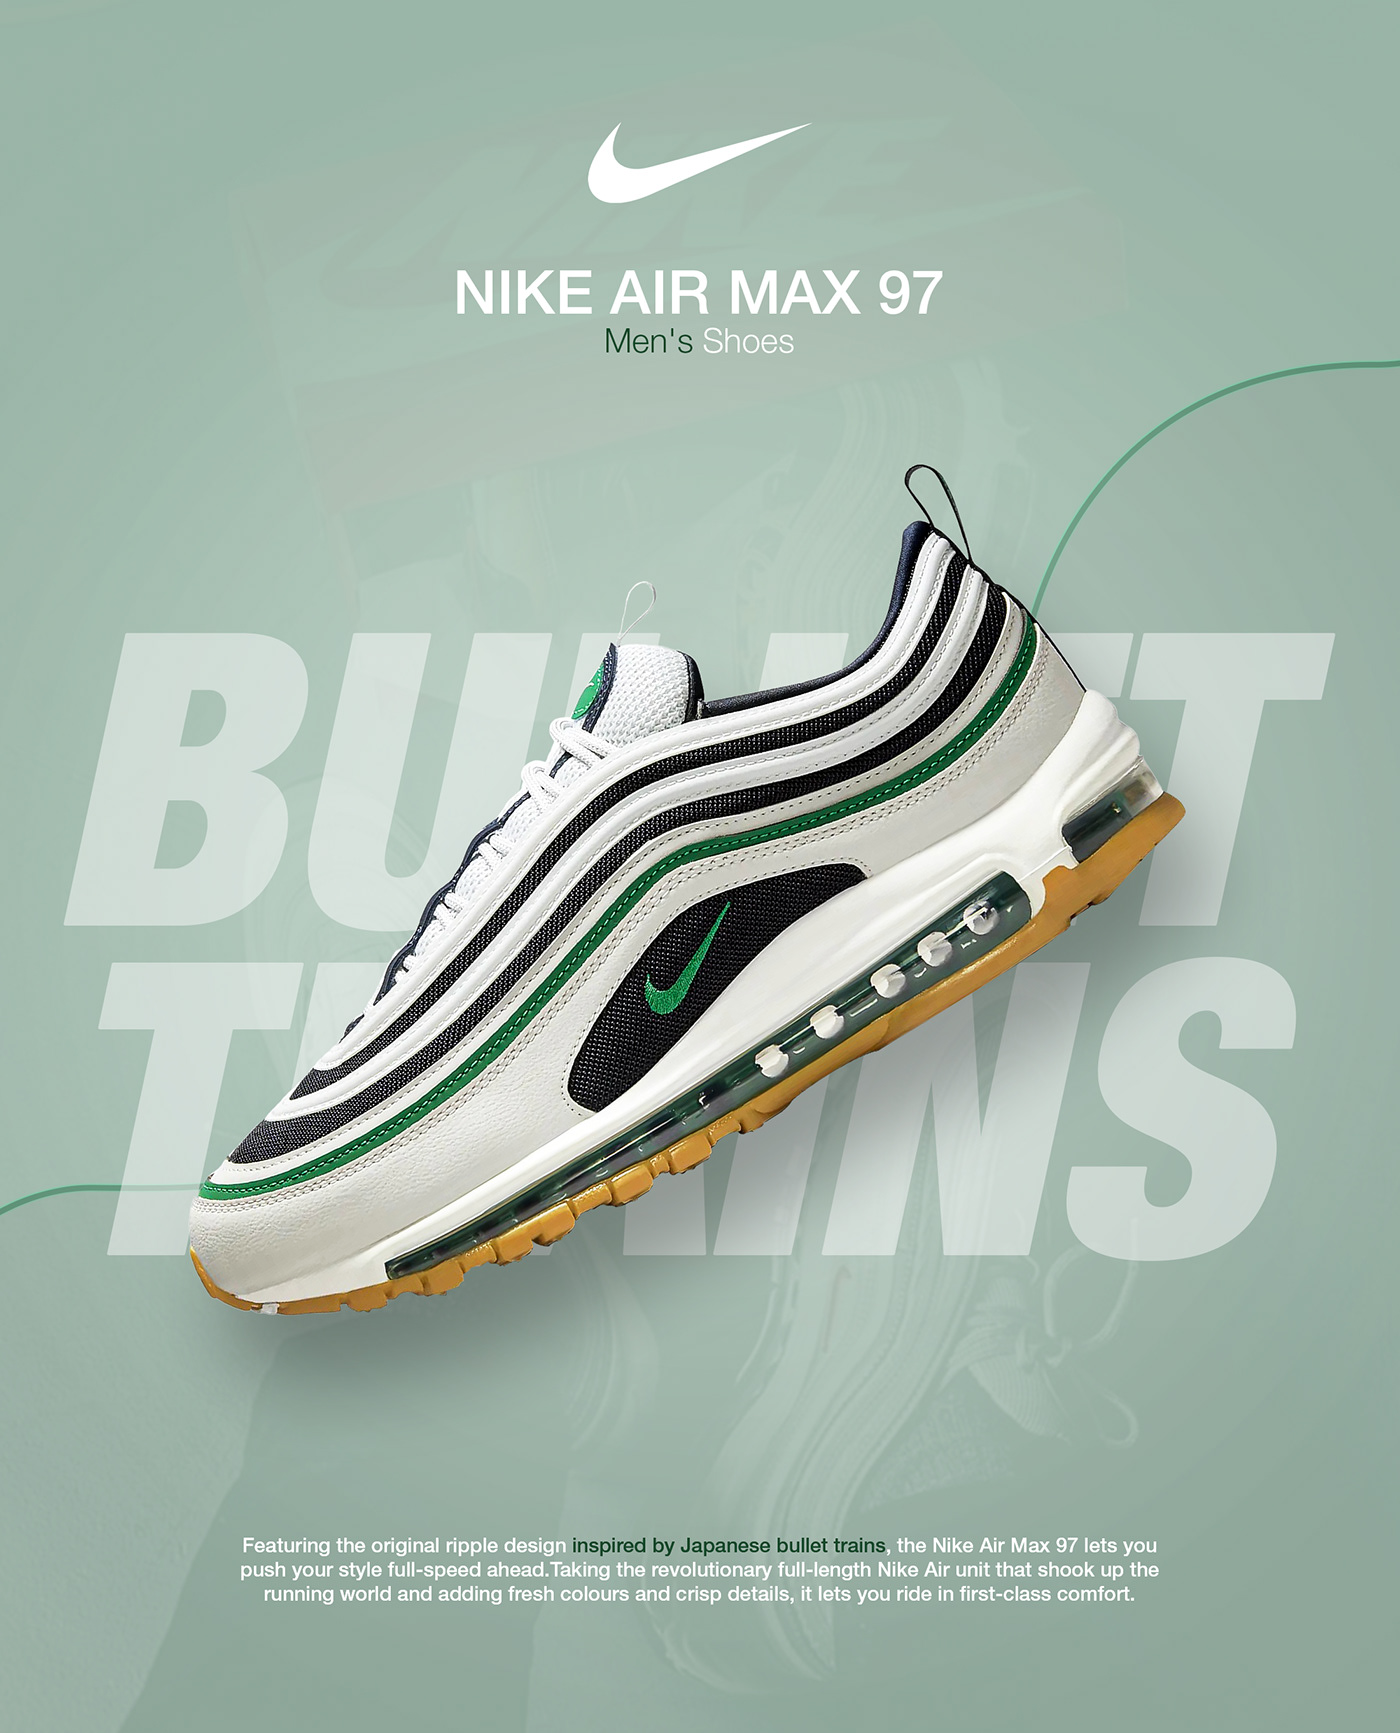 NIKE AIR MAX 97
Men's Shoes
BULLET
TRAINS
Featuring the original ripple design inspired by Japanese bullet trains, the Nike Air Max 97 lets you
push your style full-speed ahead.Taking the revolutionary full-length Nike Air unit that shook up the
running world and adding fresh colours and crisp details, it lets you ride in first-class comfort.